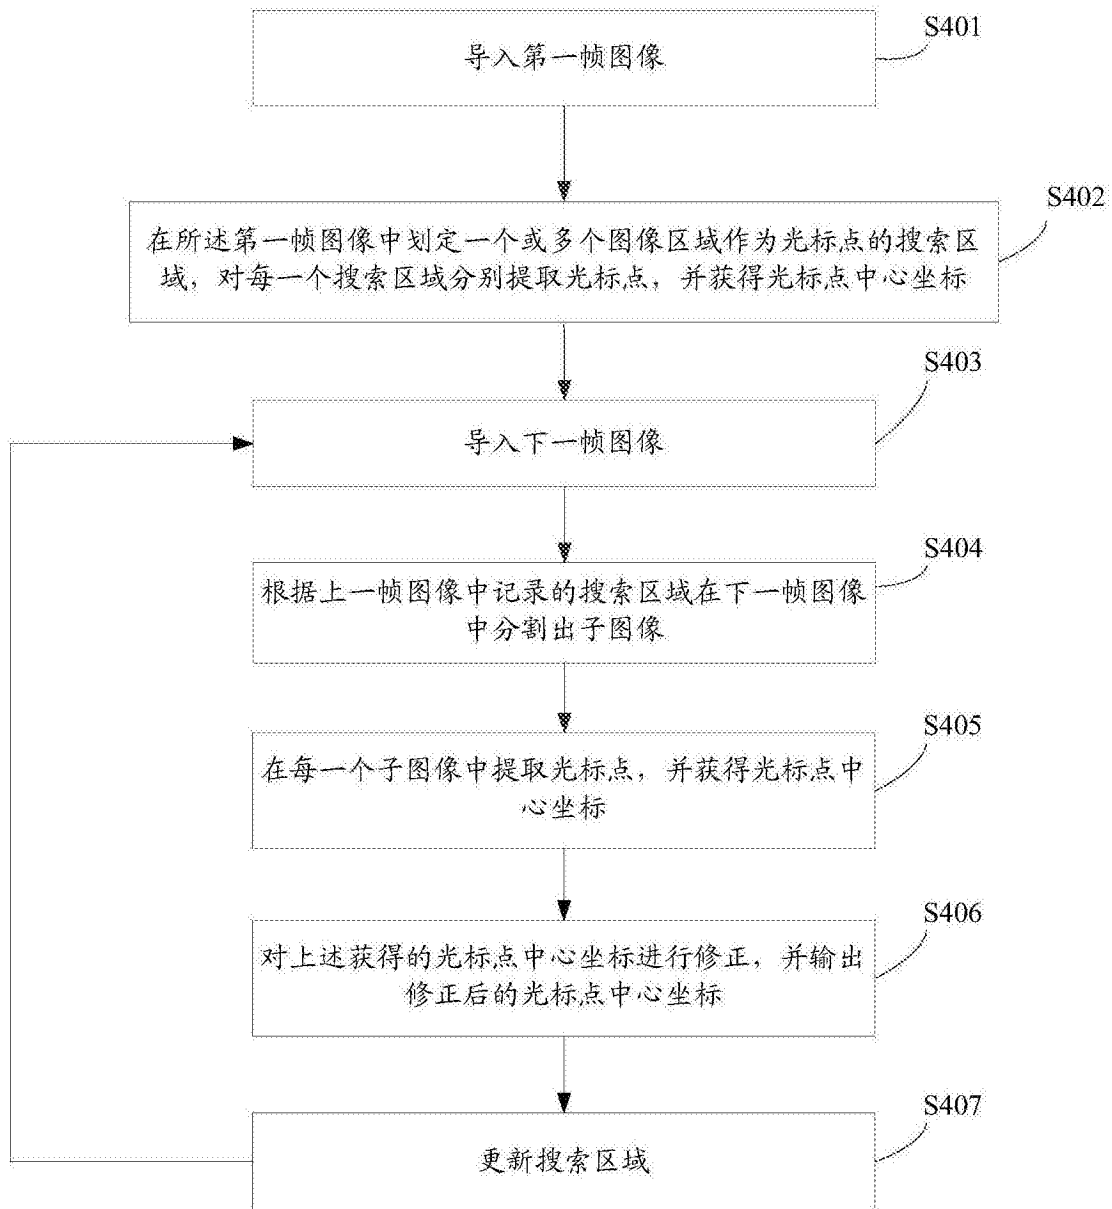 S401
导入第一帧图像
S402
在所述第一帧图像中划定一个或多个图像区域作为光标点的搜索区
域，对每一个搜索区域分别提取光标点，并获得光标点中心坐标
S403
导入下一帧图像
S404
根据上一帧图像中记录的搜索区域在下一帧图像
中分割出子图像
S405
在每一个子图像中提取光标点，并获得光标点中
心坐标
S406
对上述获得的光标点中心坐标进行修正，并输出
修正后的光标点中心坐标
S407
更新搜索区域